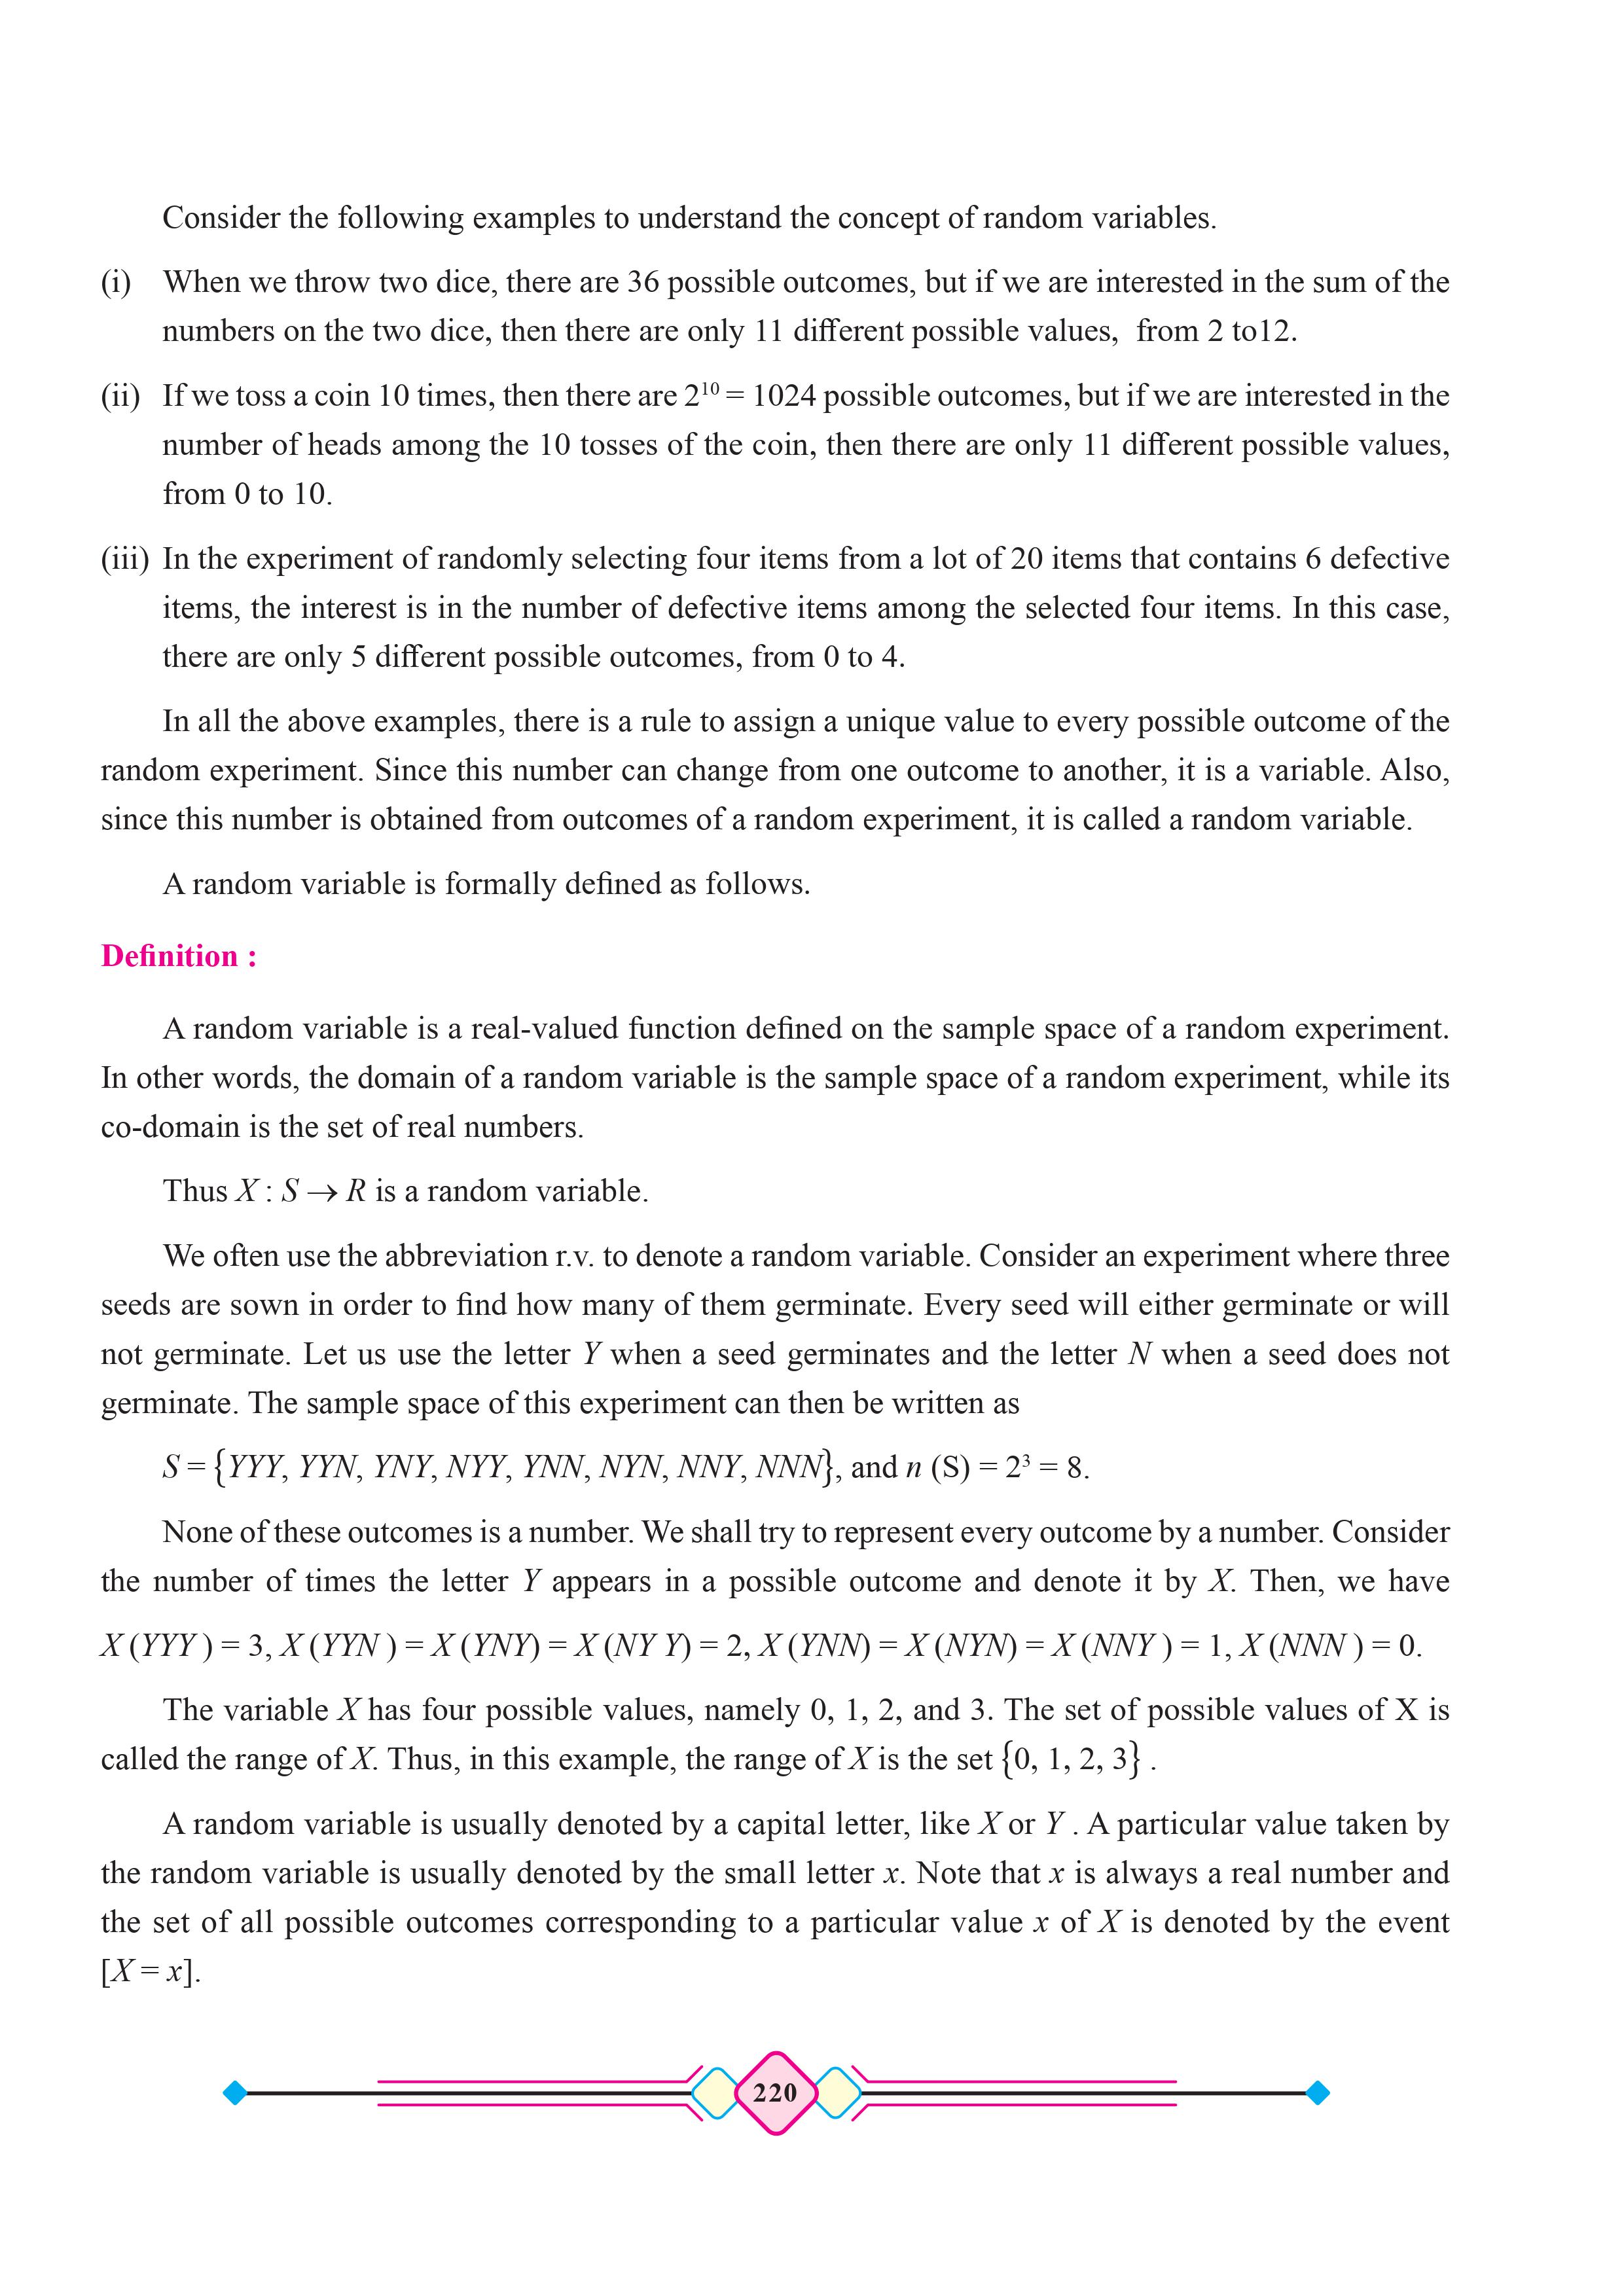 Consider the following examples to understand the concept of random variables.
(i) When we throw two dice, there are 36 possible outcomes, but if we are interested in the sum of the
numbers on the two dice, then there are only 11 different possible values, from 2 to12.
(ii) If we toss a coin 10 times, then there are 2¹⁰ = 1024 possible outcomes, but if we are interested in the
number of heads among the 10 tosses of the coin, then there are only 11 different possible values,
from 0 to 10.
(iii) In the experiment of randomly selecting four items from a lot of 20 items that contains 6 defective
items, the interest is in the number of defective items among the selected four items. In this case,
there are only 5 different possible outcomes, from 0 to 4.
In all the above examples, there is a rule to assign a unique value to every possible outcome of the
random experiment. Since this number can change from one outcome to another, it is a variable. Also,
since this number is obtained from outcomes of a random experiment, it is called a random variable.
A random variable is formally defined as follows.
Definition :
A random variable is a real-valued function defined on the sample space of a random experiment.
In other words, the domain of a random variable is the sample space of a random experiment, while its
co-domain is the set of real numbers.
Thus X : S → R is a random variable.
We often use the abbreviation r.v. to denote a random variable. Consider an experiment where three
seeds are sown in order to find how many of them germinate. Every seed will either germinate or will
not germinate. Let us use the letter Y when a seed germinates and the letter N when a seed does not
germinate. The sample space of this experiment can then be written as
S = {YYY, YYN, YNY, NYY, YNN, NYN, NNY, NNN}, and n (S) = 2³ = 8.
None of these outcomes is a number. We shall try to represent every outcome by a number. Consider
the number of times the letter Y appears in a possible outcome and denote it by X. Then, we have
X (YYY ) = 3, X (YYN ) = X (YNY) = X (NY Y) = 2, X (YNN) = X (NYN) = X (NNY ) = 1, X (NNN ) = 0.
The variable X has four possible values, namely 0, 1, 2, and 3. The set of possible values of X is
called the range of X. Thus, in this example, the range of X is the set {0, 1, 2, 3} .
A random variable is usually denoted by a capital letter, like X or Y . A particular value taken by
the random variable is usually denoted by the small letter x. Note that x is always a real number and
the set of all possible outcomes corresponding to a particular value x of X is denoted by the event
[X = x].
220